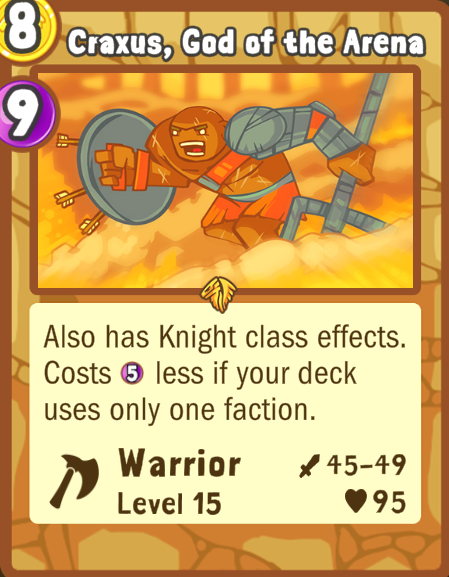 8
Craxus, God of the Arena
9
Also has Knight class effects.
Costs 5 less if your deck
uses only one faction.
Warrior 45-49
Level 15 95